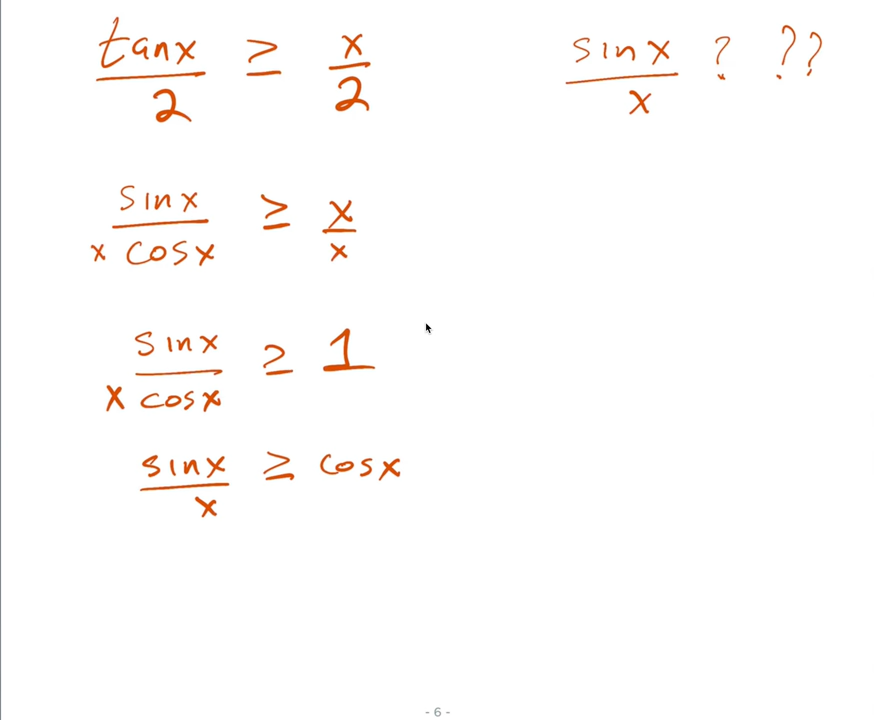 tanx/2 ≥ x/2
sinx/x ? ??
sinx/x cosx ≥ x/x
sinx/x cosx ≥ 1
sinx/x ≥ cosx
- 6 -